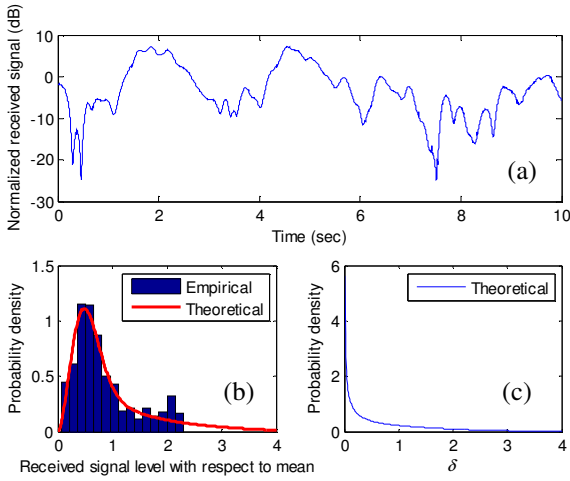 Normalized received signal (dB)
10
0
-10
-20
-30
0 2 4 6 8 10
Time (sec)
(a)
Probability density
1.5
1
0.5
0
0 1 2 3 4
Received signal level with respect to mean
Empirical
Theoretical
(b)
Probability density
6
4
2
0
0 1 2 3 4
δ
Theoretical
(c)